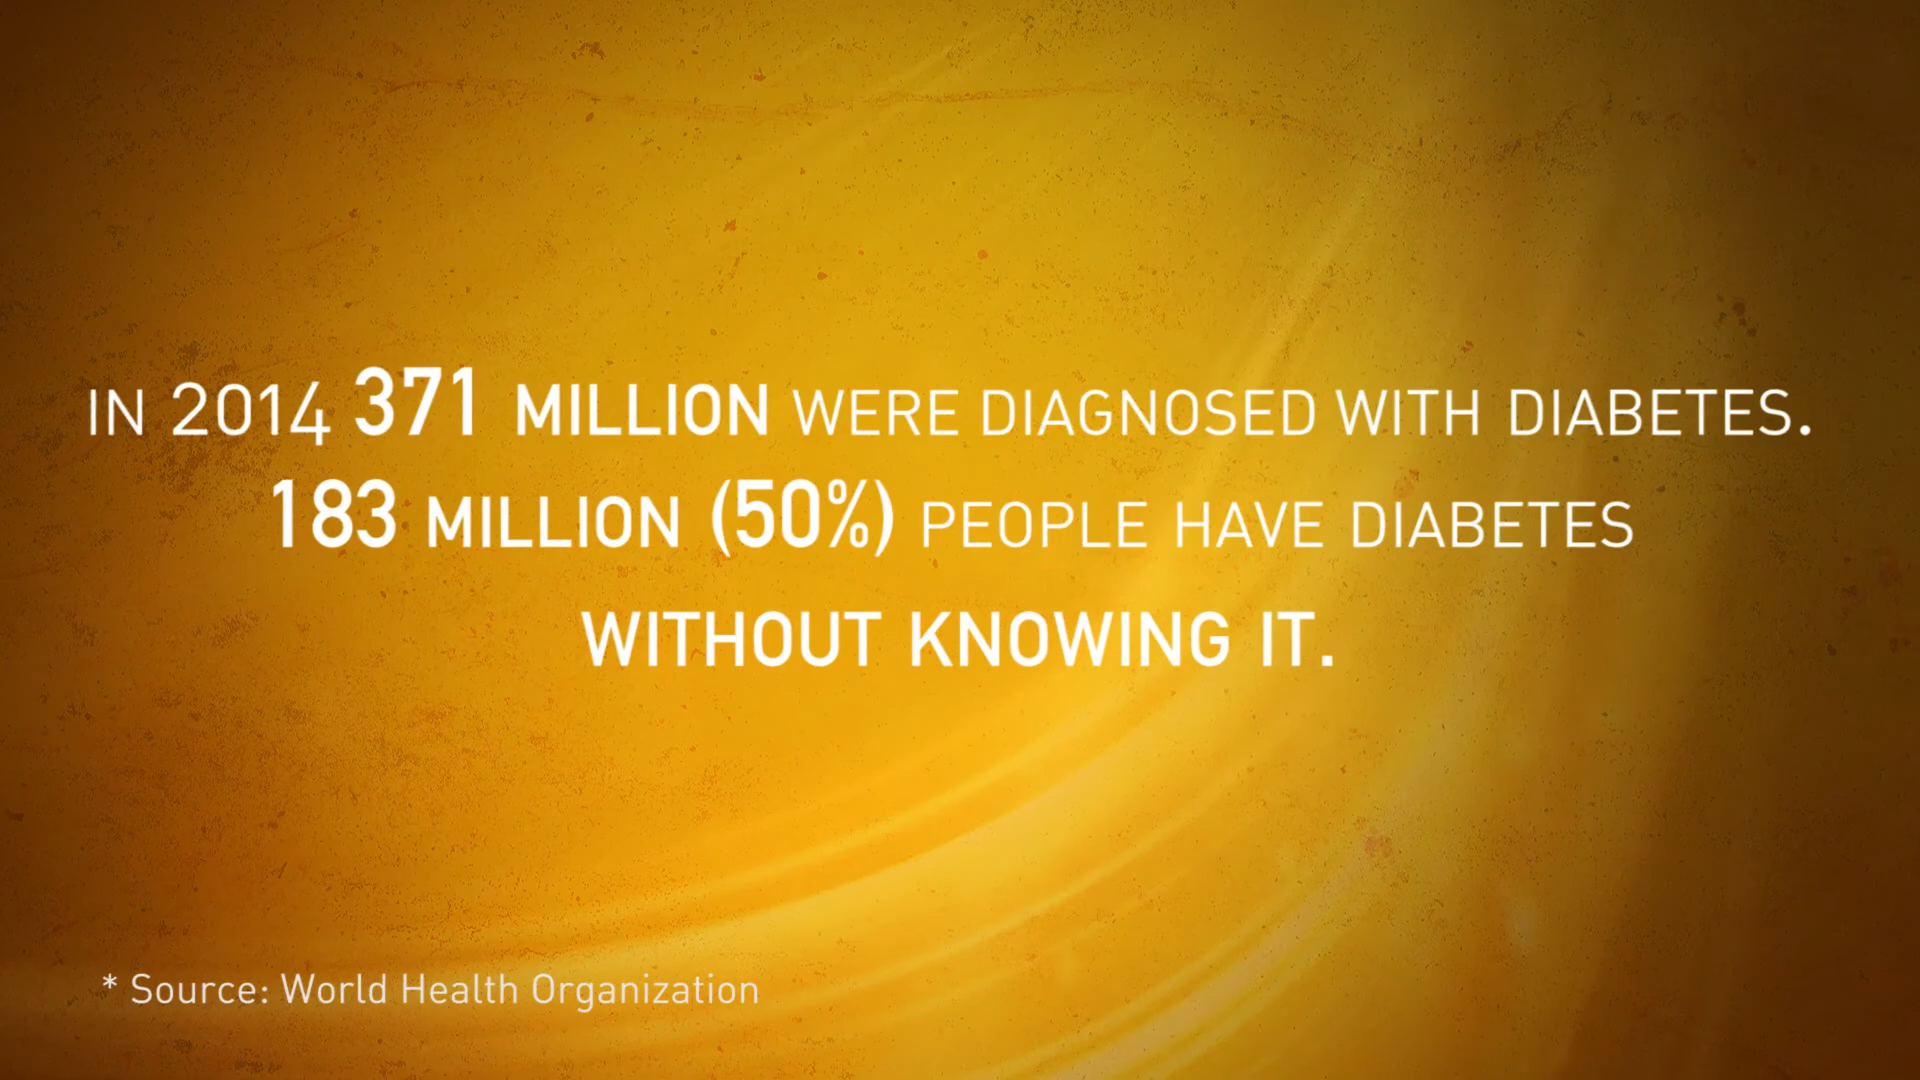 IN 2014 371 MILLION WERE DIAGNOSED WITH DIABETES.
183 MILLION (50%) PEOPLE HAVE DIABETES
WITHOUT KNOWING IT.
* Source: World Health Organization